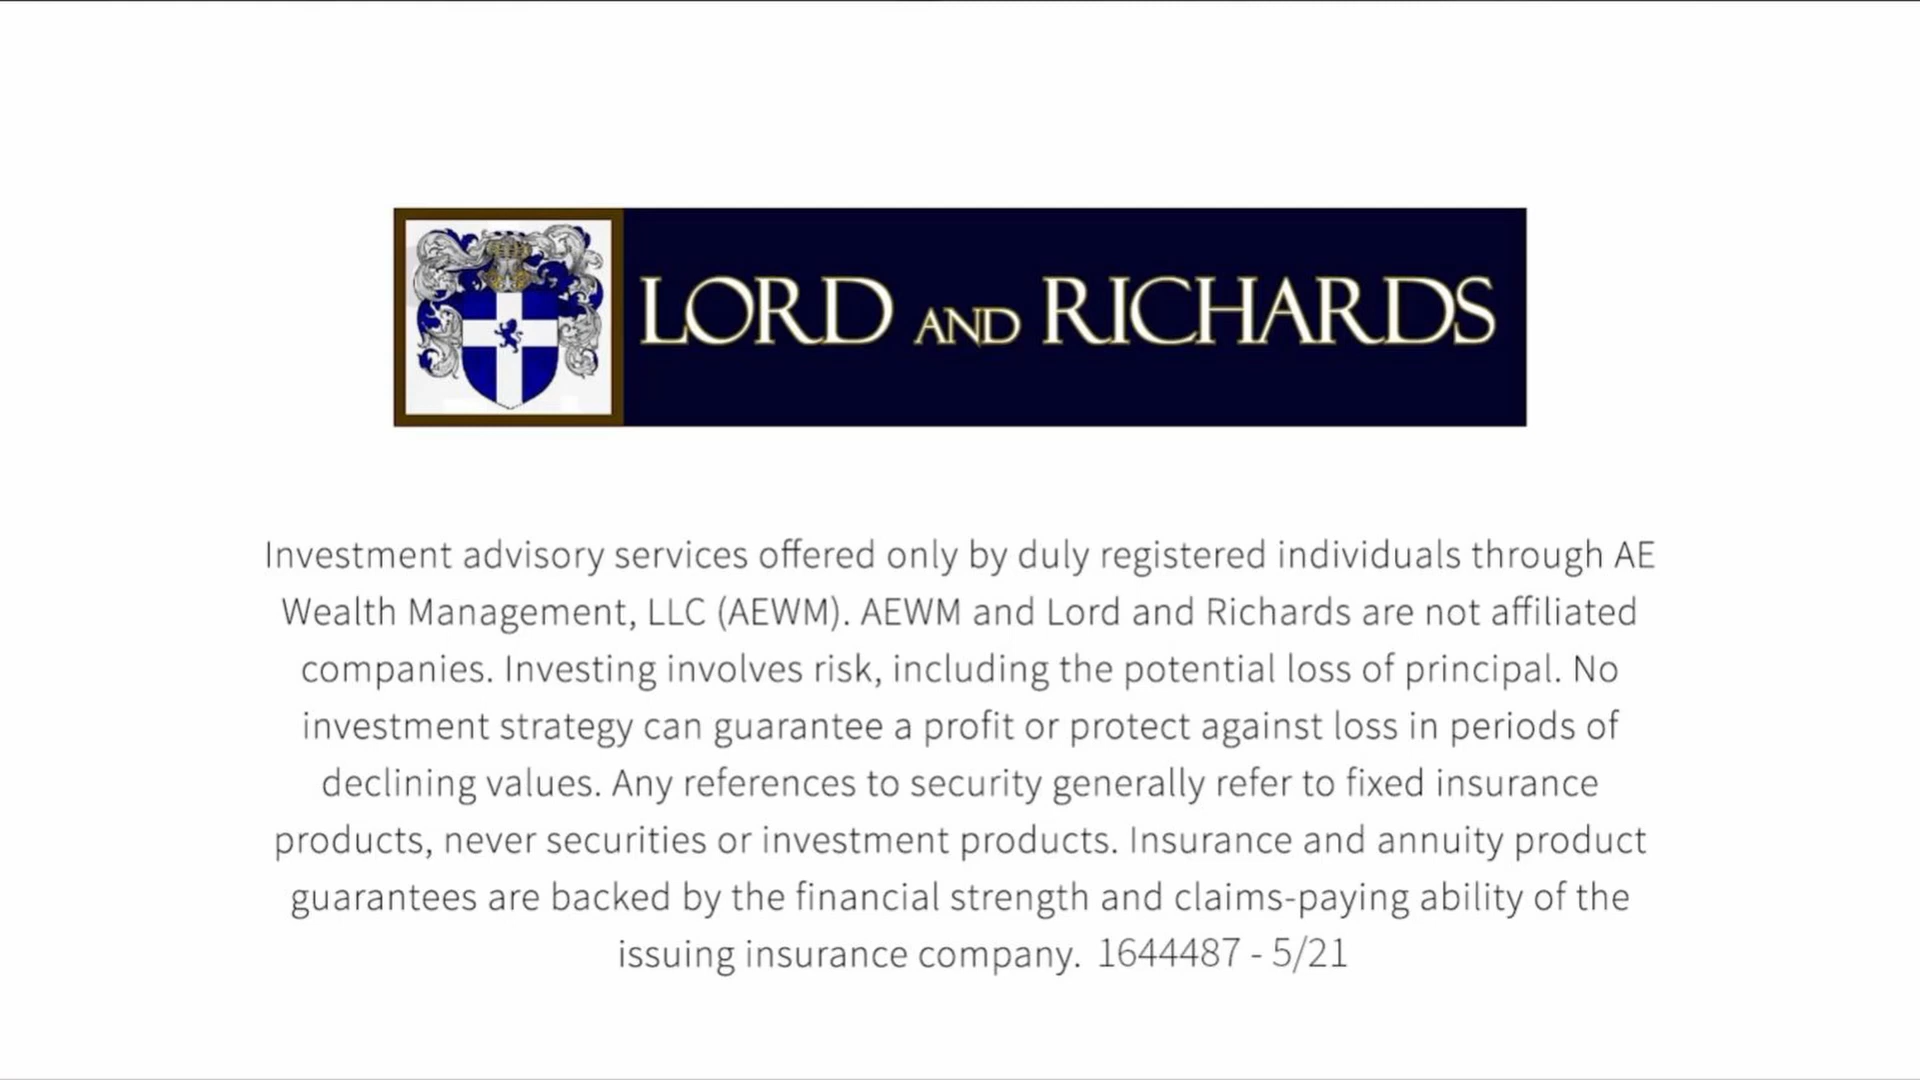 LORD AND RICHARDS
Investment advisory services offered only by duly registered individuals through AE
Wealth Management, LLC (AEWM). AEWM and Lord and Richards are not affiliated
companies. Investing involves risk, including the potential loss of principal. No
investment strategy can guarantee a profit or protect against loss in periods of
declining values. Any references to security generally refer to fixed insurance
products, never securities or investment products. Insurance and annuity product
guarantees are backed by the financial strength and claims-paying ability of the
issuing insurance company. 1644487 - 5/21